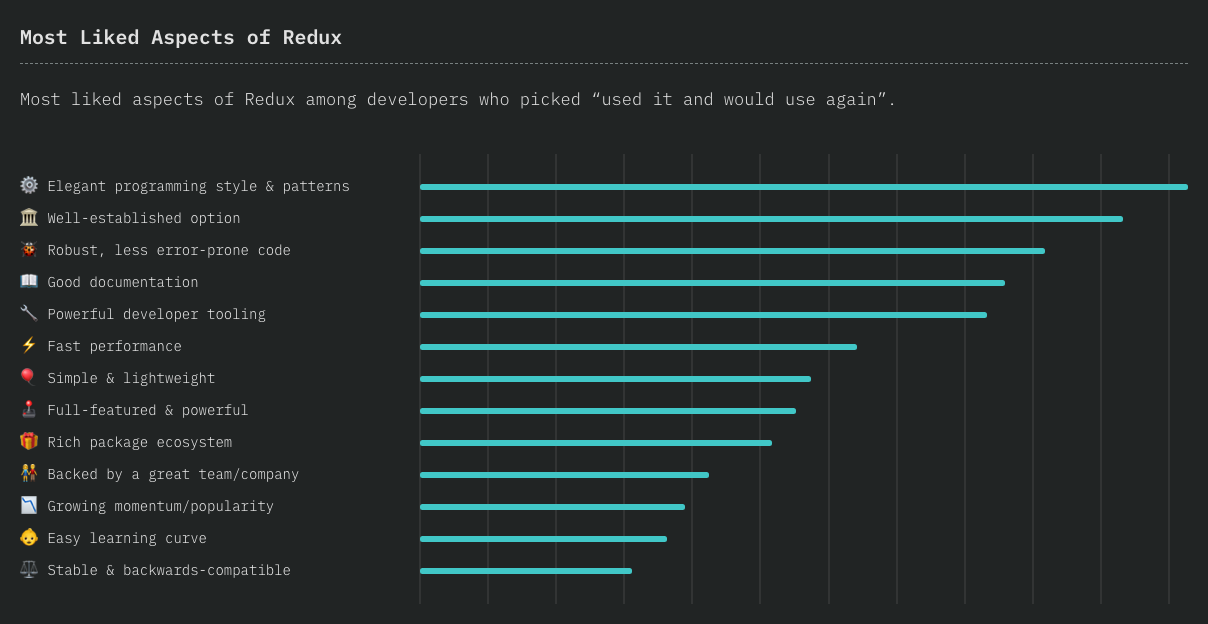 Most Liked Aspects of Redux
Most liked aspects of Redux among developers who picked “used it and would use again”.
Elegant programming style & patterns
Well-established option
Robust, less error-prone code
Good documentation
Powerful developer tooling
Fast performance
Simple & lightweight
Full-featured & powerful
Rich package ecosystem
Backed by a great team/company
Growing momentum/popularity
Easy learning curve
Stable & backwards-compatible